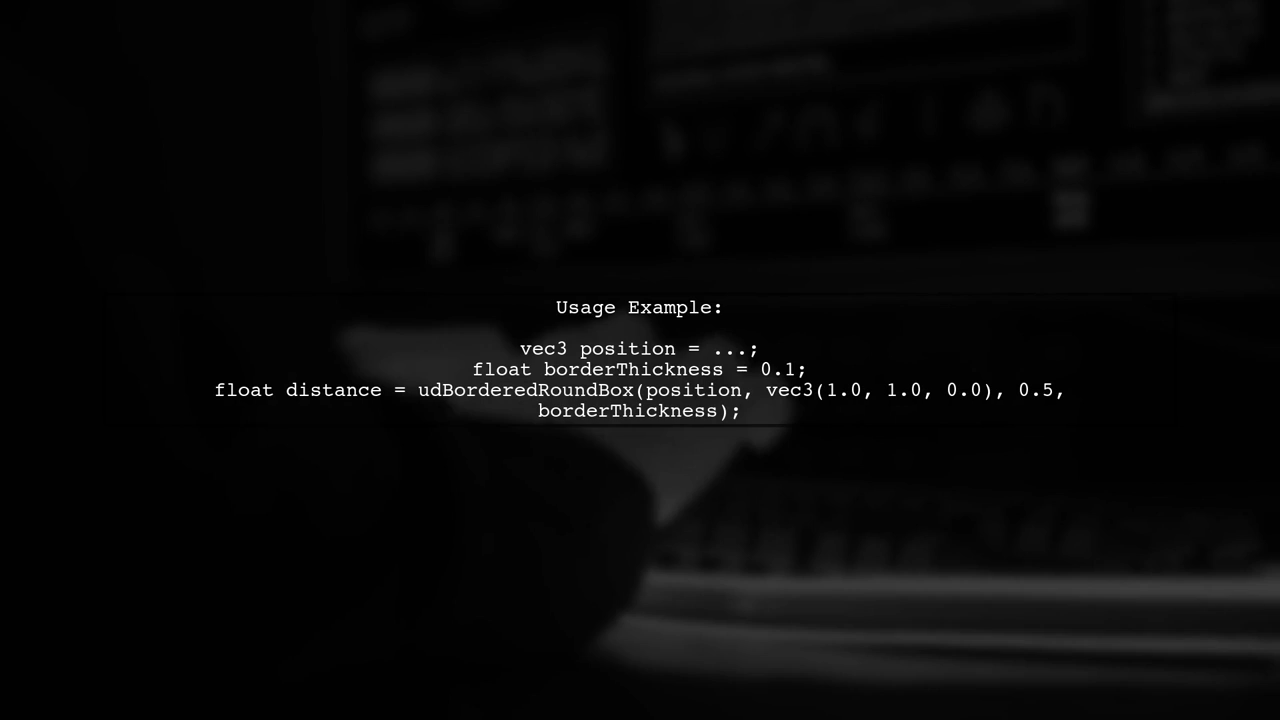 Usage Example:
vec3 position = ...;
float borderThickness = 0.1;
float distance = udBorderedRoundBox(position, vec3(1.0, 1.0, 0.0), 0.5,
borderThickness);